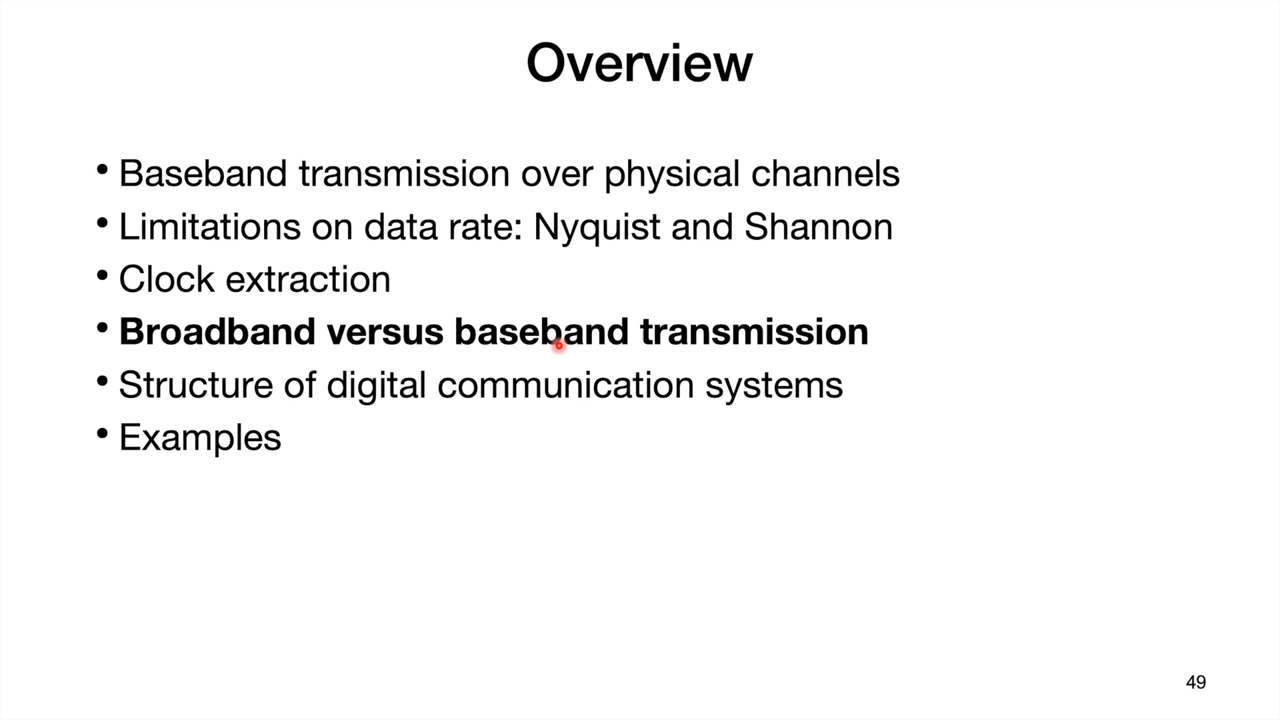 Overview
• Baseband transmission over physical channels
• Limitations on data rate: Nyquist and Shannon
• Clock extraction
• Broadband versus baseband transmission
• Structure of digital communication systems
• Examples
49